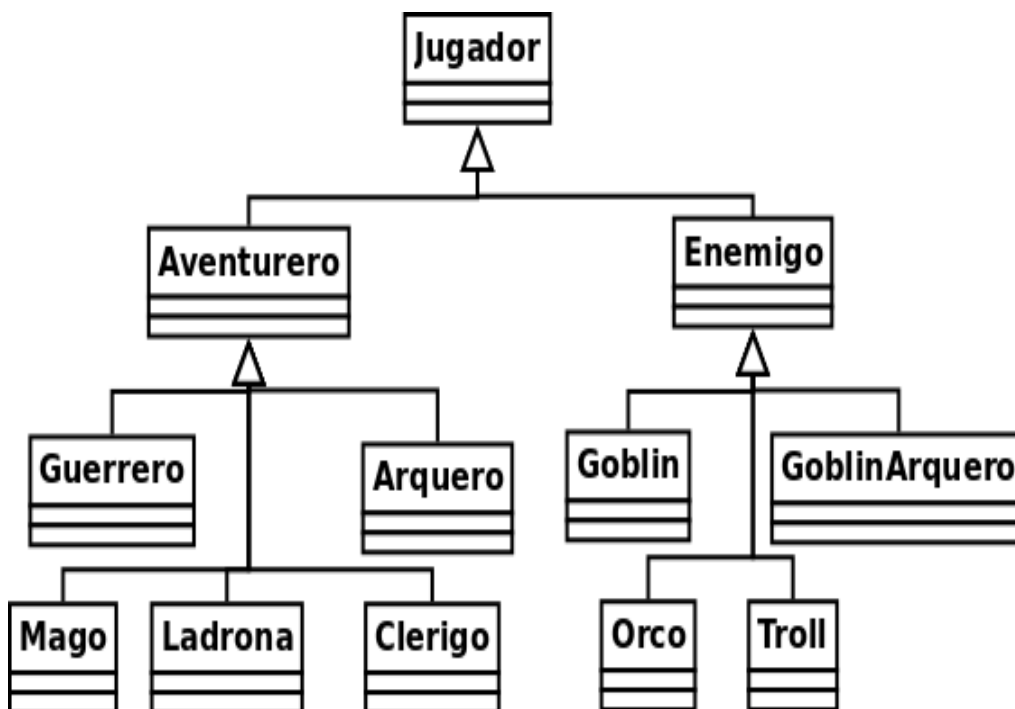 Jugador
Aventurero
Enemigo
Guerrero
Arquero
Goblin
GoblinArquero
Mago
Ladrona
Clerigo
Orco
Troll